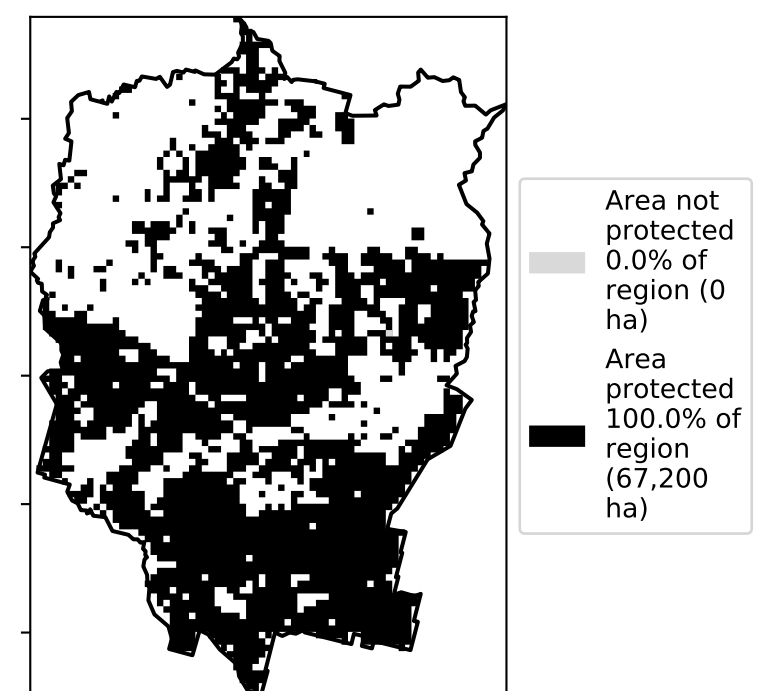 Area not
protected
0.0% of
region (0
ha)
Area
protected
100.0% of
region
(67,200
ha)